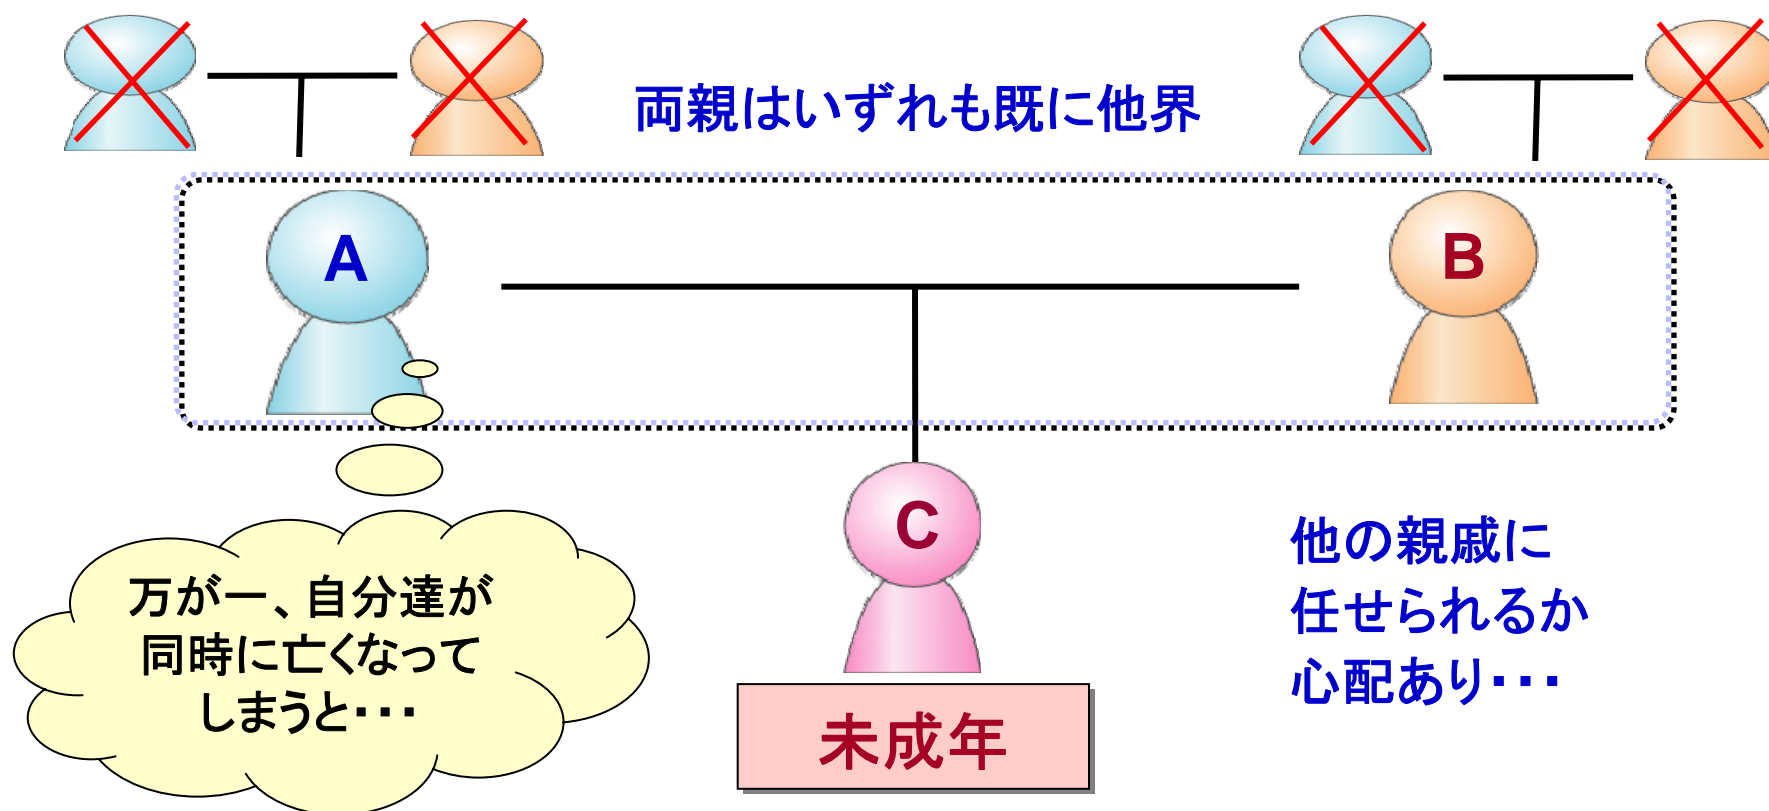 両親はいずれも既に他界
A
B
C
万が一、自分達が
同時に亡くなって
しまうと・・・
他の親戚に
任せられるか
心配あり・・・
未成年